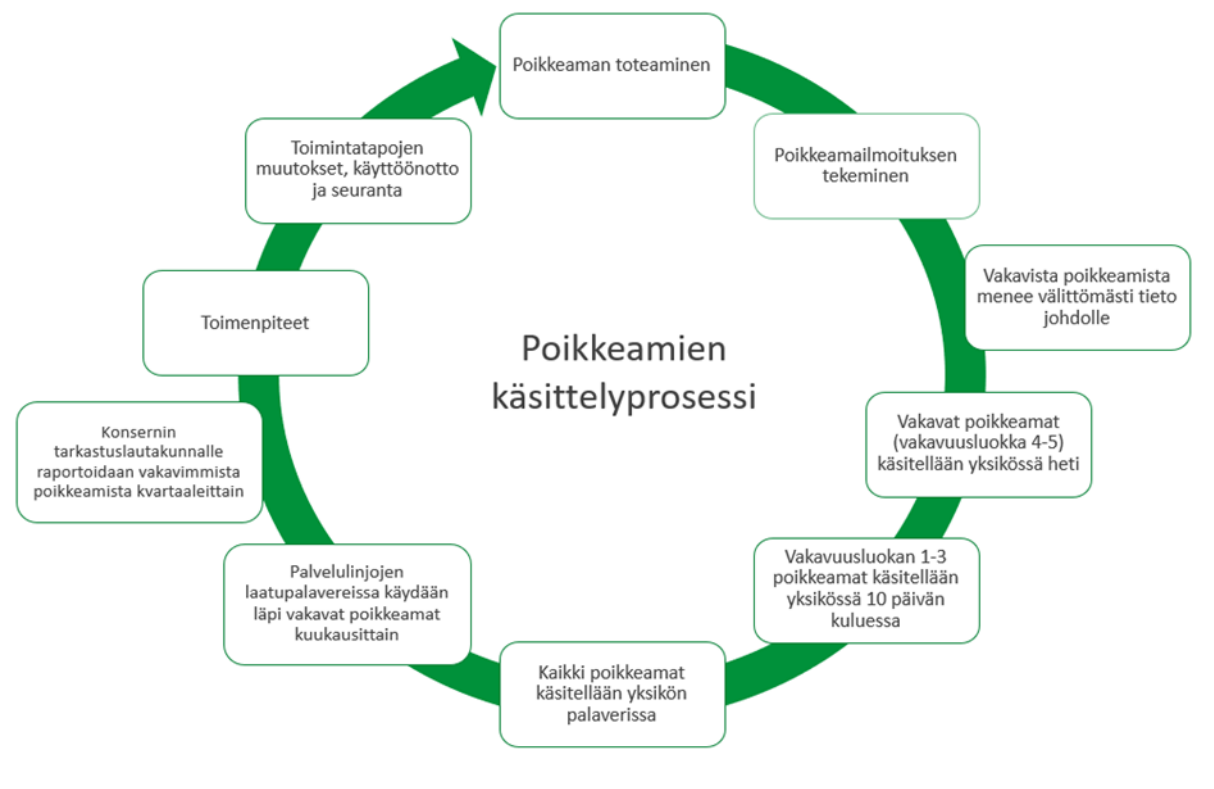 Poikkeaman toteaminen
Poikkeamailmoituksen
tekeminen
Vakavista poikkeamista
menee välittömästi tieto
johdolle
Vakavat poikkeamat
(vakavuusluokka 4-5)
käsitellään yksikössä heti
Vakavuusluokan 1-3
poikkeamat käsitellään
yksikössä 10 päivän
kuluessa
Kaikki poikkeamat
käsitellään yksikön
palaverissa
Palvelulinjojen
laatupalavereissa käydään
läpi vakavat poikkeamat
kuukausittain
Konsernin
tarkastuslautakunnalle
raportoidaan vakavimmista
poikkeamista kvartaaleittain
Toimenpiteet
Toimintatapojen
muutokset, käyttöönotto
ja seuranta
Poikkeamien
käsittelyprosessi